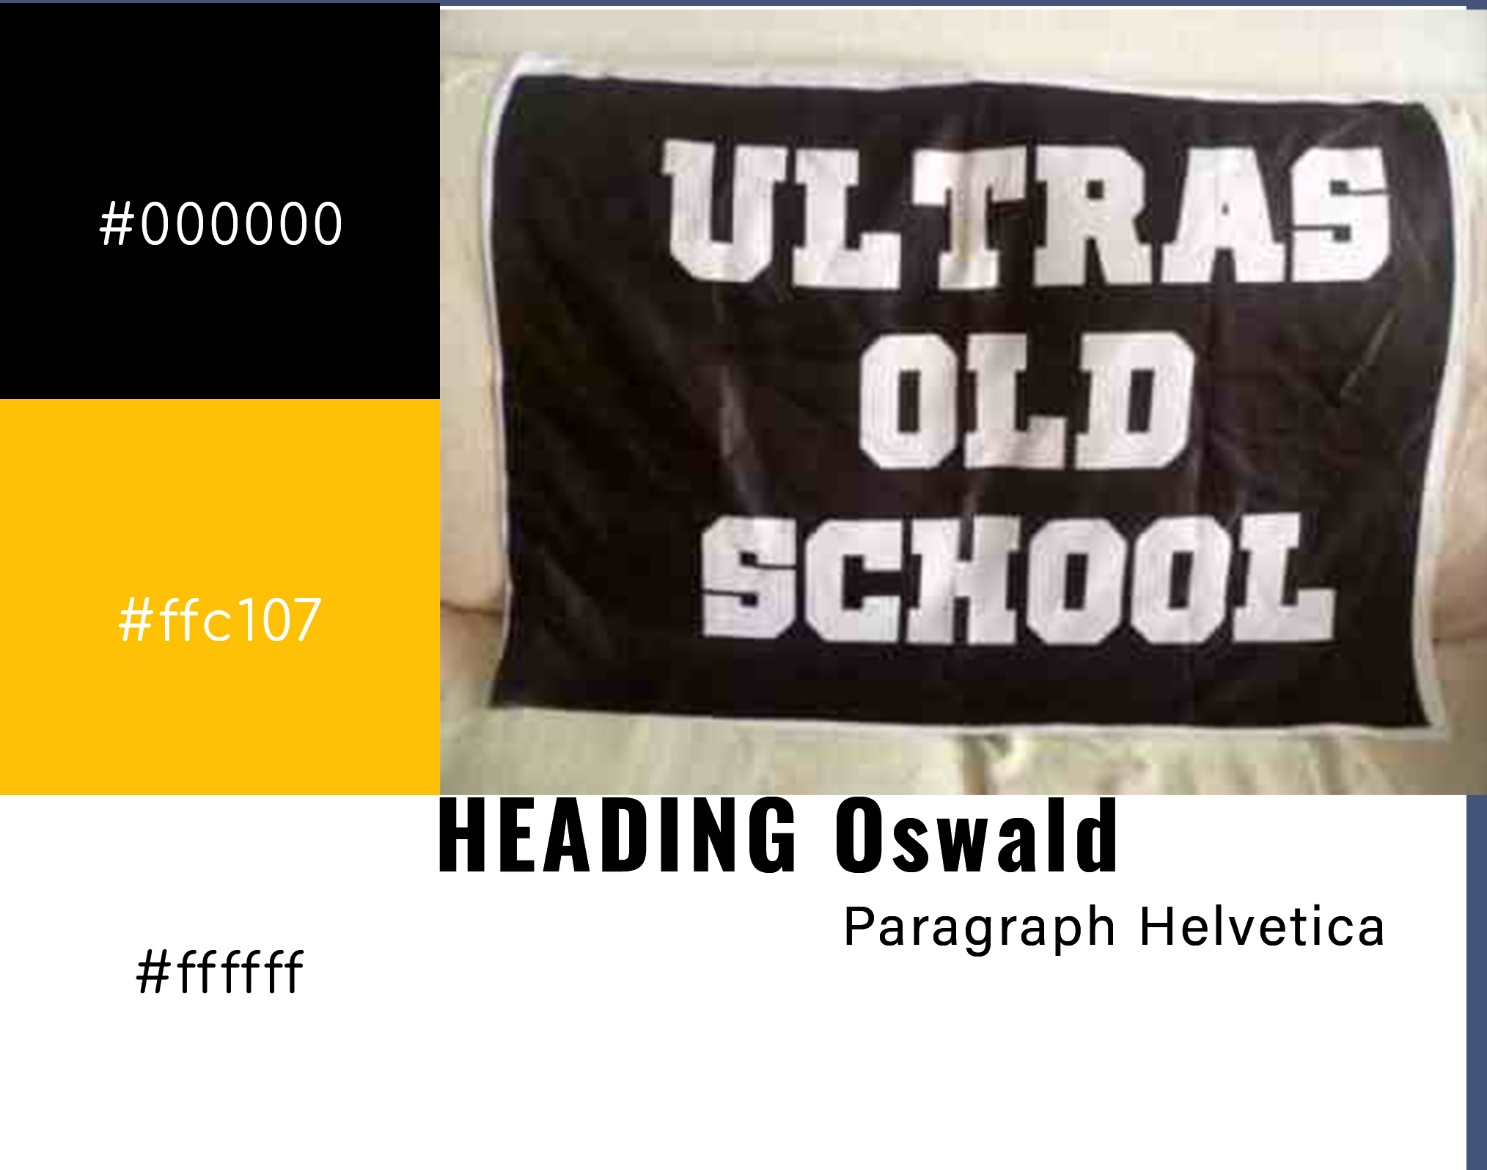 #000000
ULTRAS
OLD
SCHOOL
#ffc107
HEADING Oswald
Paragraph Helvetica
#ffffff